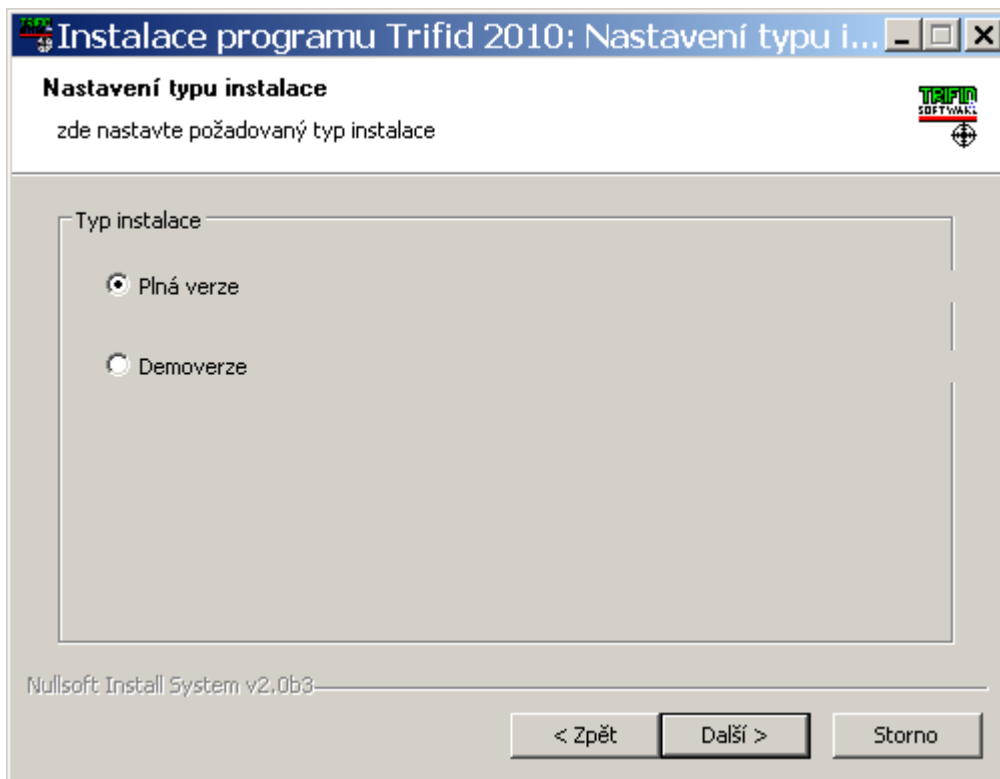 Instalace programu Trifid 2010: Nastavení typu i...
Nastavení typu instalace
zde nastavte požadovaný typ instalace
TRIFID
SOFTWARE
Typ instalace
Plná verze
Demoverze
Nullsoft Install System v2.0b3
< Zpět
Další >
Storno